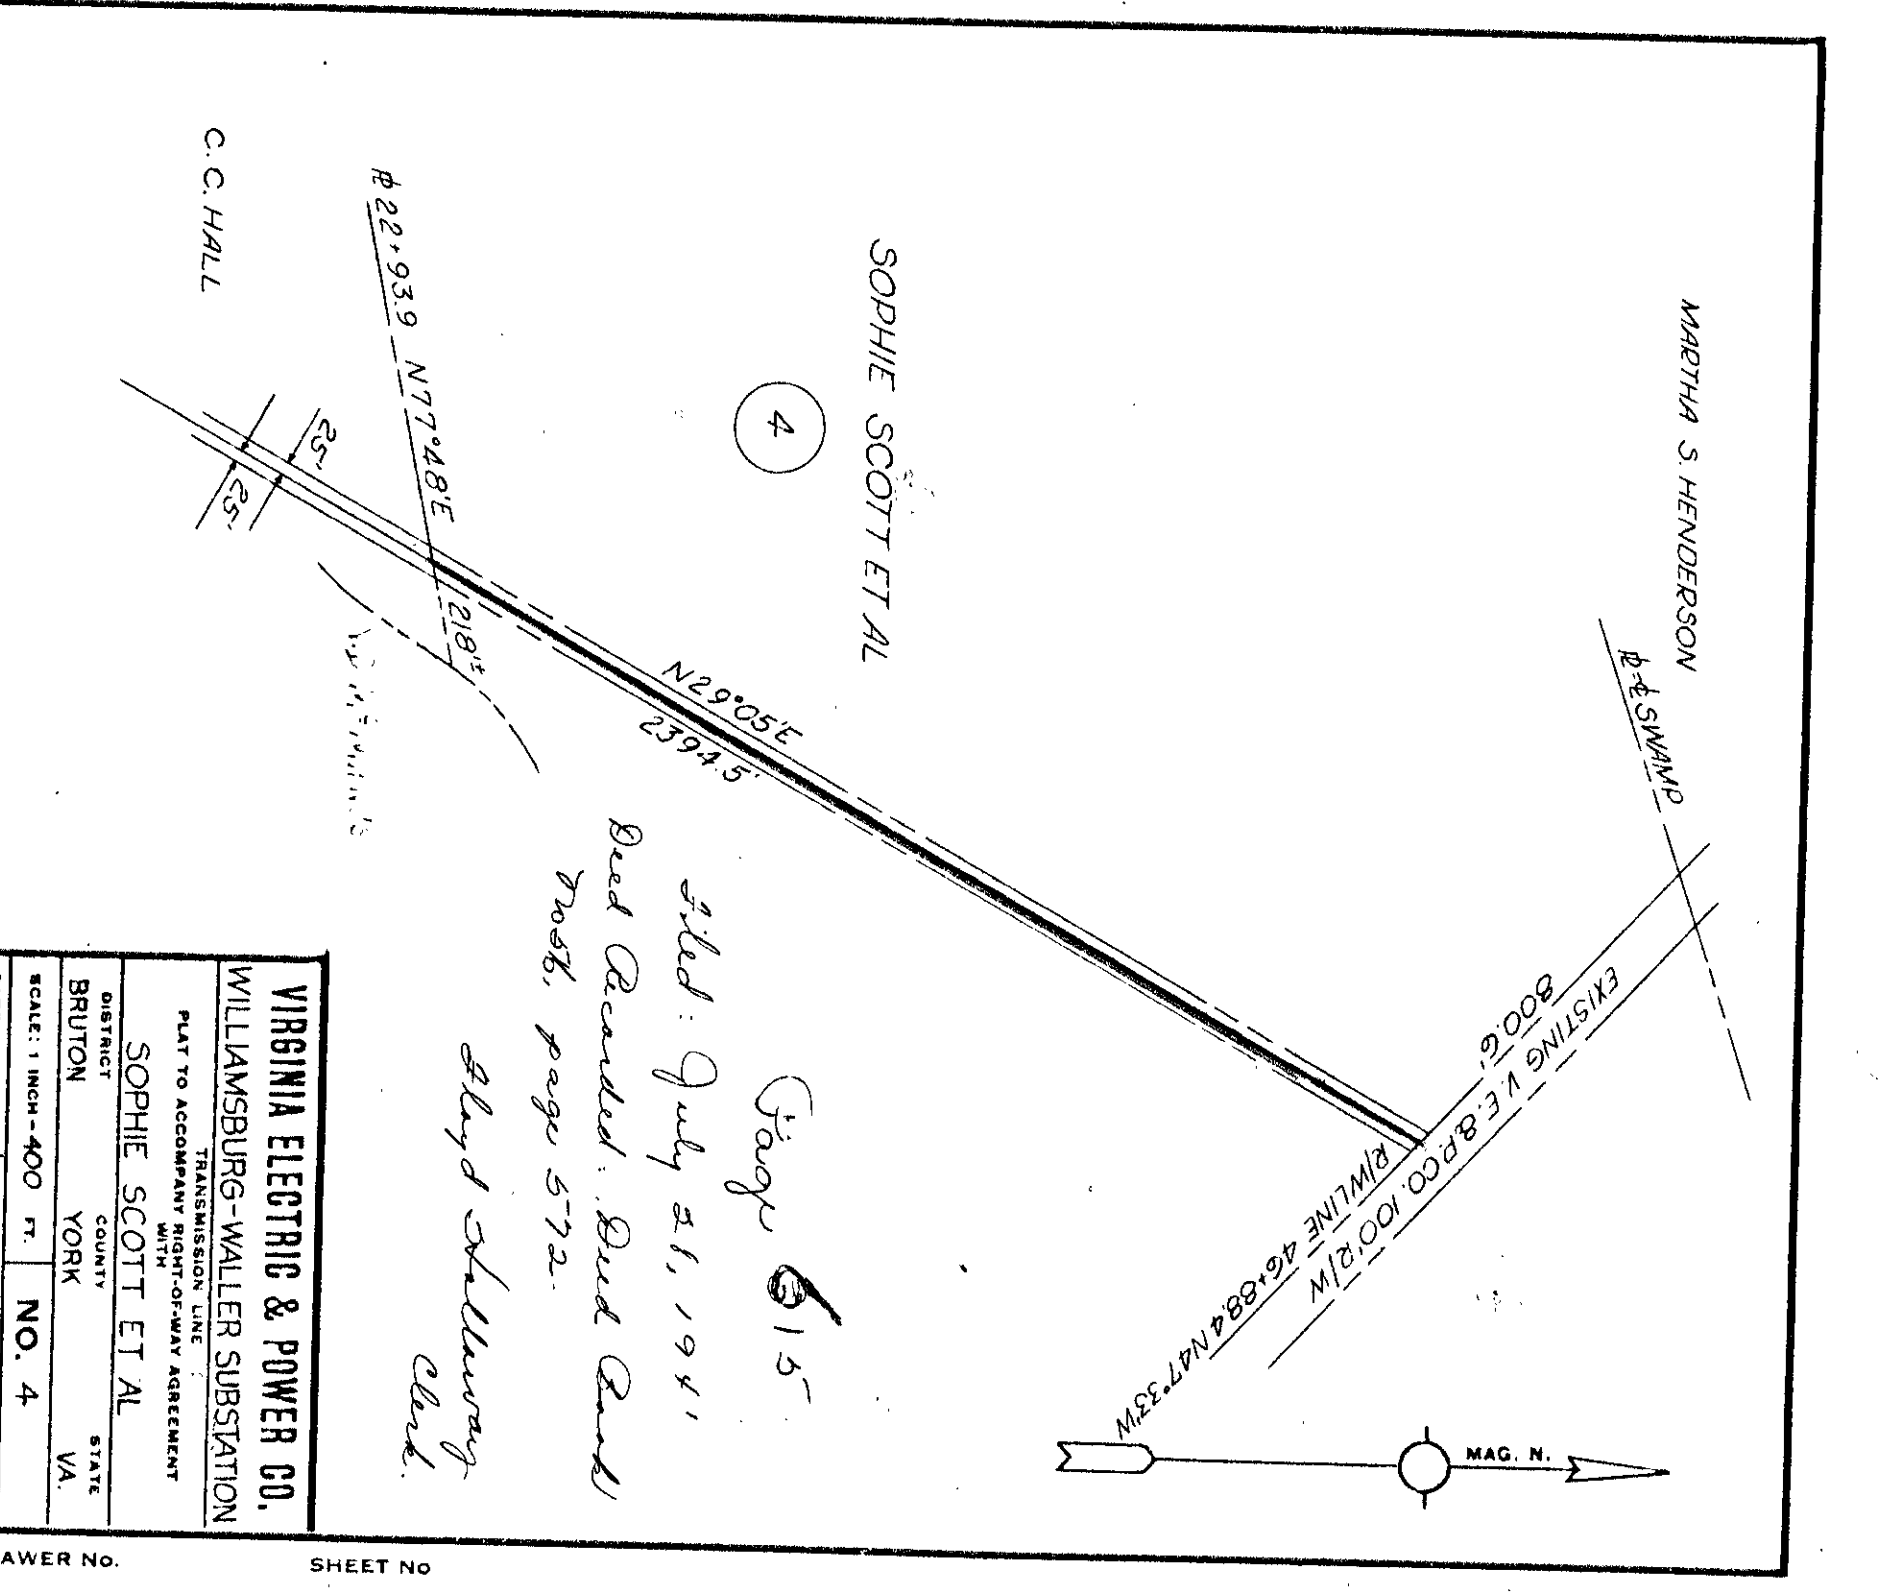 MARTHA S. HENDERSON
⅊=℄ SWAMP
800.6'
EXISTING V.E.&P.CO. 100' R/W
R/W LINE 46+88.4 N47°33'W
MAG. N.
SOPHIE SCOTT ET AL
4
N29°05'E
2394.5'
⅊ 22+93.9 N77°48'E
218'±
C.C. HALL
25'
25'
Page 615
Filed: July 21, 1941
Deed Recorded: Deed Book
No56, page 572.
Floyd Holloway
Clerk.
VIRGINIA ELECTRIC & POWER CO.
WILLIAMSBURG-WALLER SUBSTATION
TRANSMISSION LINE
PLAT TO ACCOMPANY RIGHT-OF-WAY AGREEMENT
WITH
SOPHIE SCOTT ET AL
DISTRICT COUNTY STATE
BRUTON YORK VA.
SCALE: 1 INCH-400 FT. NO. 4
AWER No. SHEET No